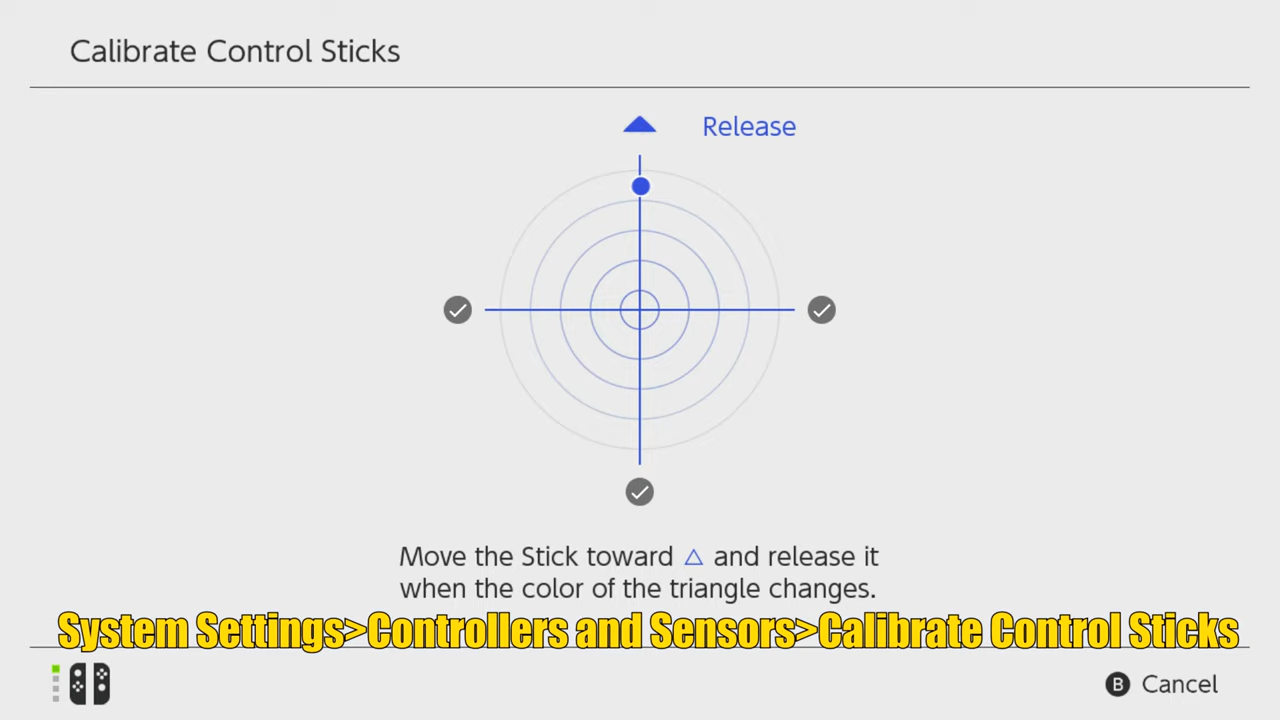 Calibrate Control Sticks
Release
Move the Stick toward △ and release it
when the color of the triangle changes.
System Settings>Controllers and Sensors>Calibrate Control Sticks
B Cancel